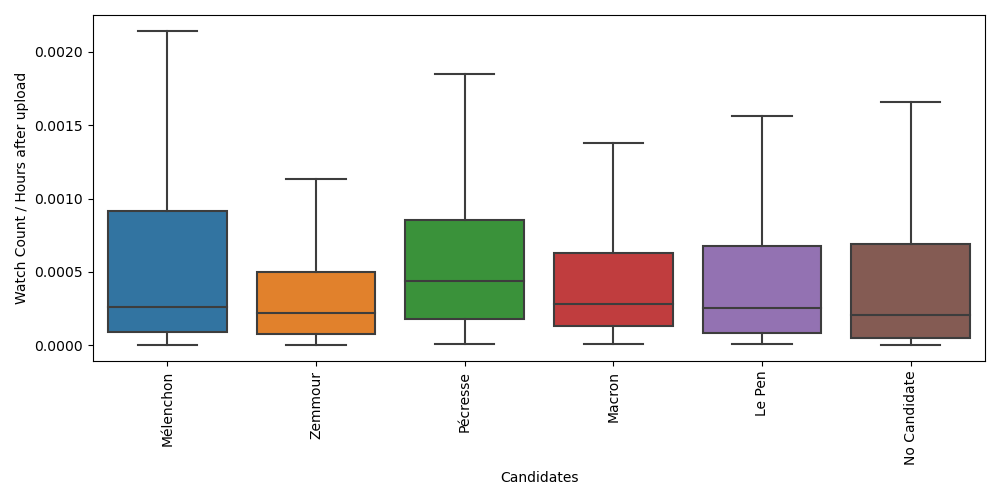 Watch Count / Hours after upload
0.0020
0.0015
0.0010
0.0005
0.0000
Mélenchon
Zemmour
Pécresse
Macron
Le Pen
No Candidate
Candidates